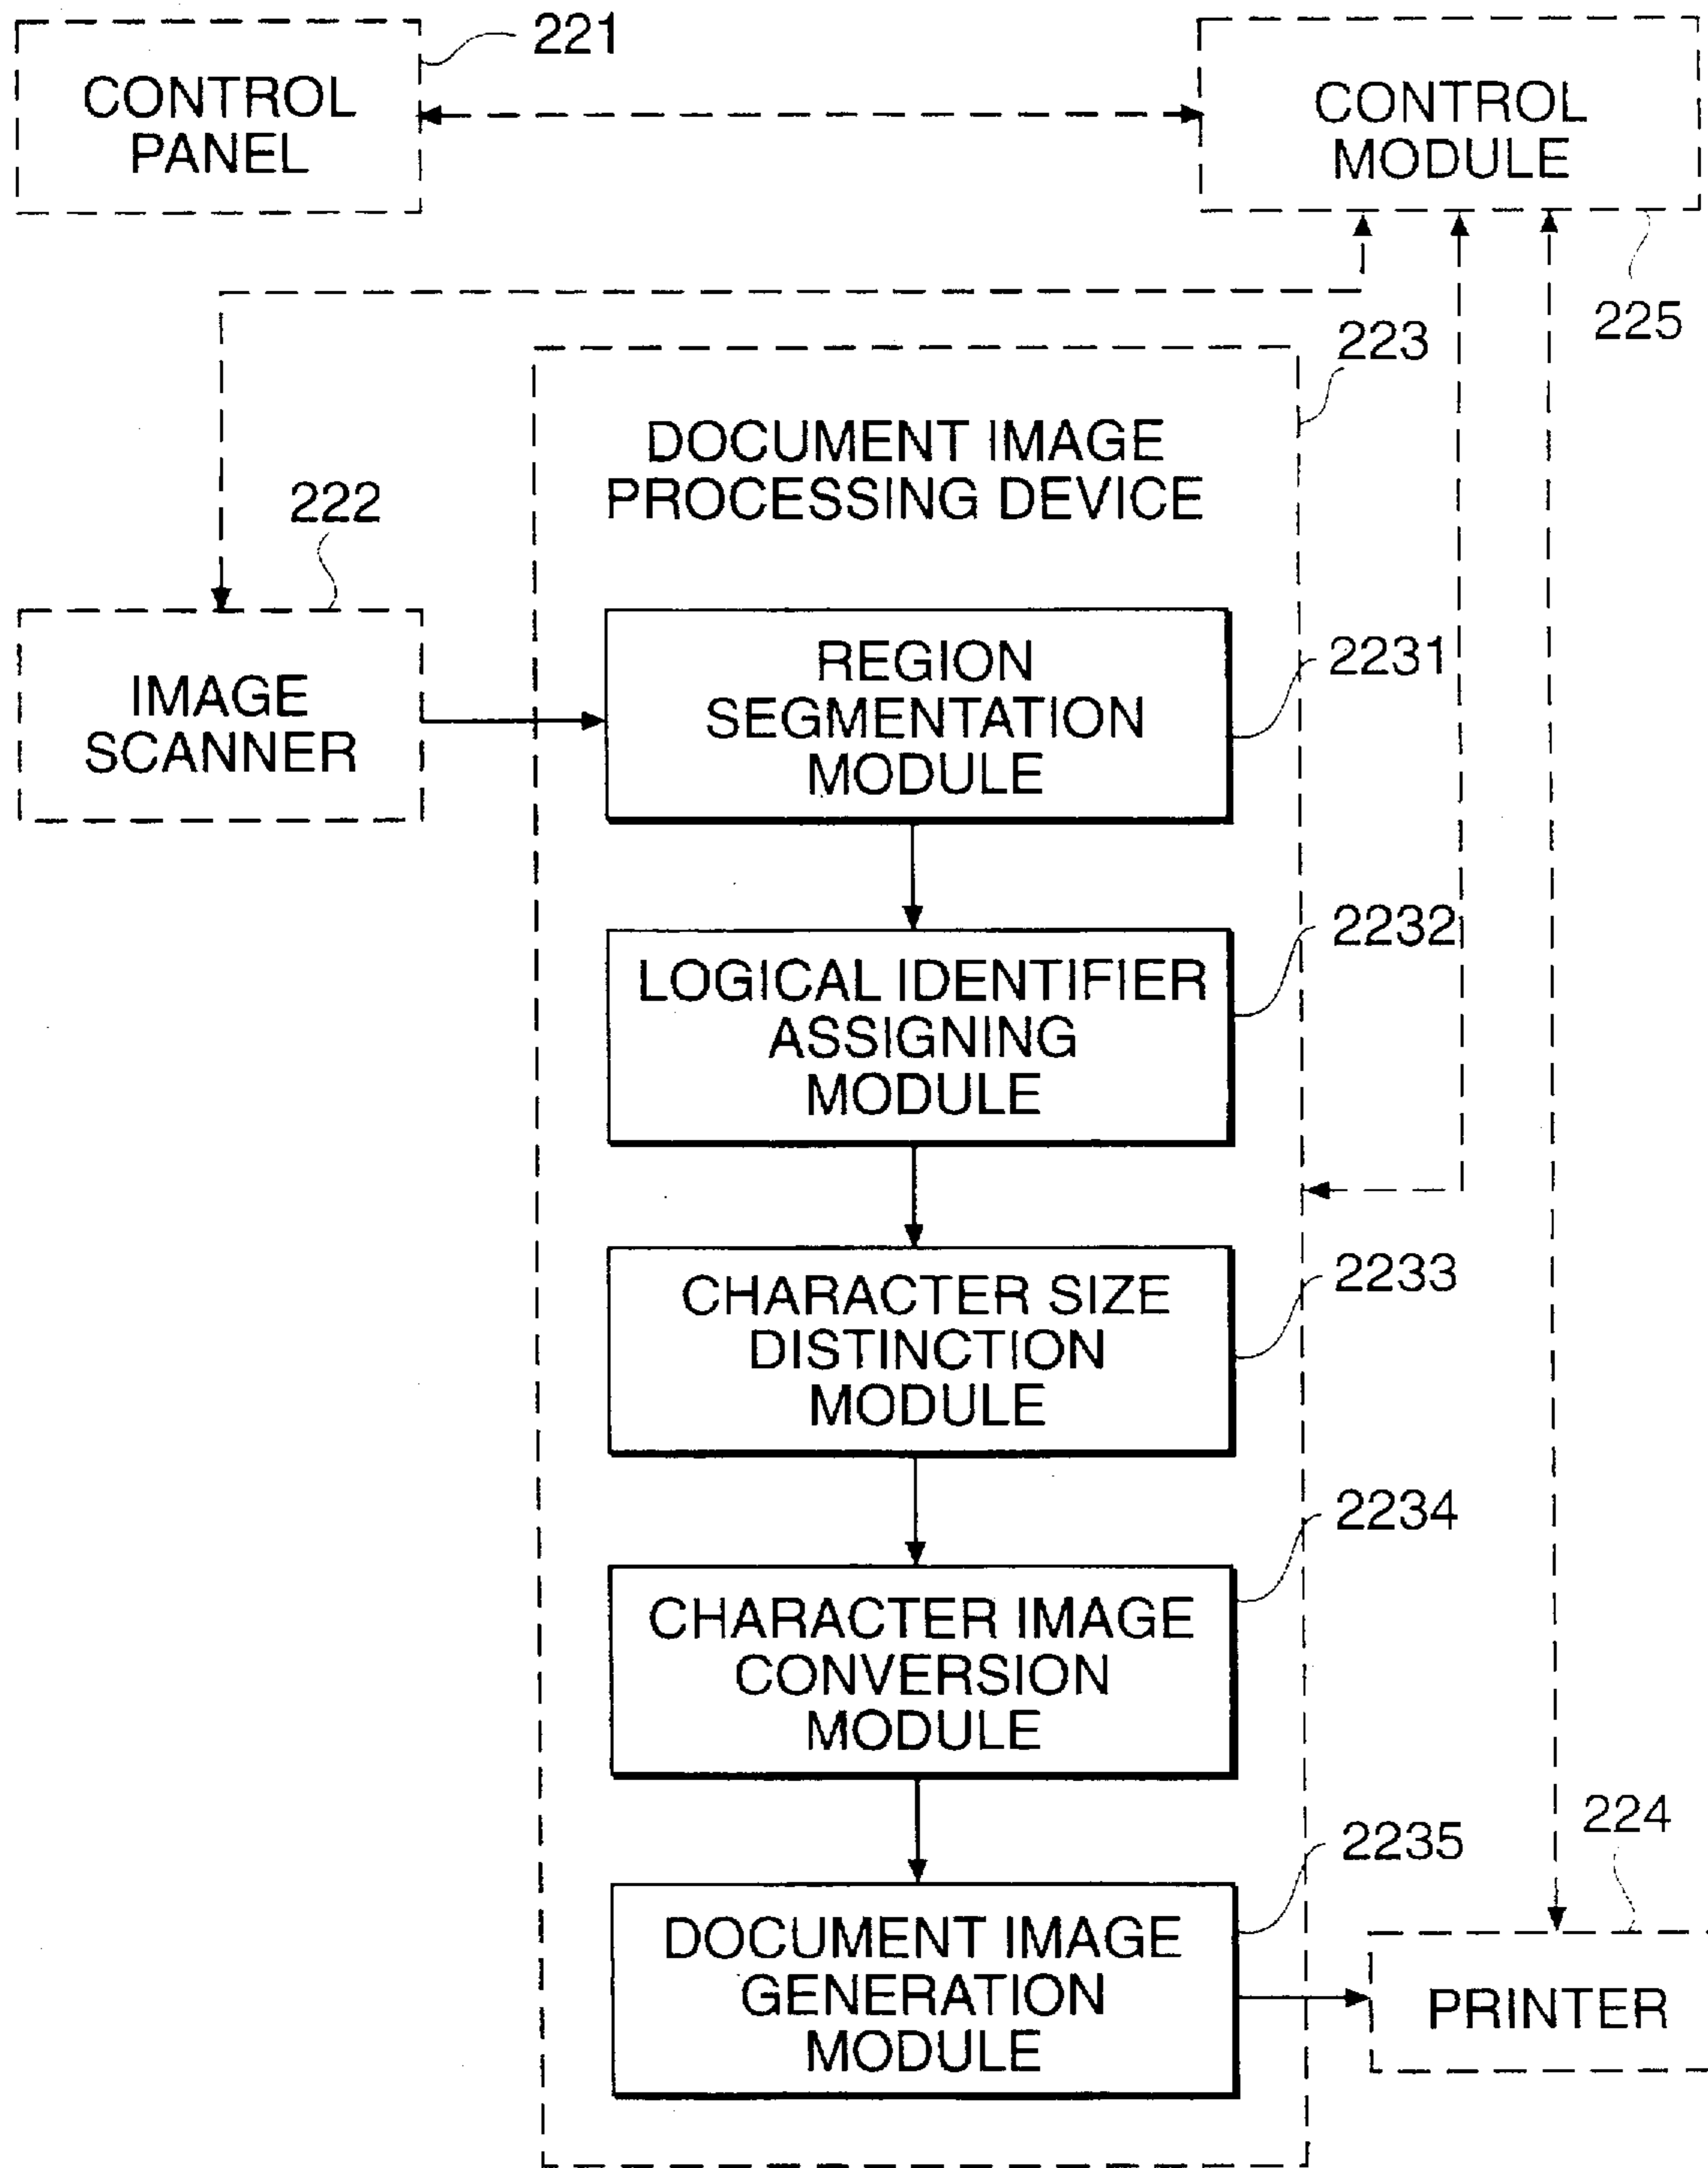 221
CONTROL
PANEL
CONTROL
MODULE
225
223
DOCUMENT IMAGE
PROCESSING DEVICE
222
IMAGE
SCANNER
REGION
SEGMENTATION
MODULE
2231
LOGICAL IDENTIFIER
ASSIGNING
MODULE
2232
CHARACTER SIZE
DISTINCTION
MODULE
2233
CHARACTER IMAGE
CONVERSION
MODULE
2234
DOCUMENT IMAGE
GENERATION
MODULE
2235
224
PRINTER